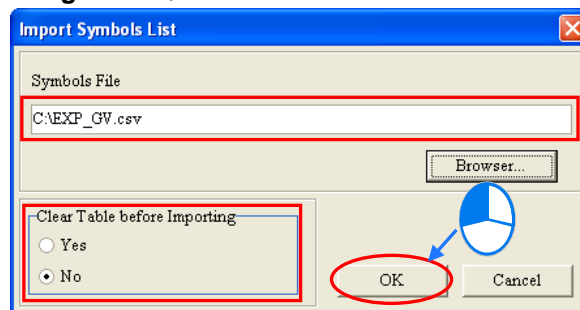 Import Symbols List
Symbols File
C:\EXP_GV.csv
Browser...
Clear Table before Importing
Yes
No
OK
Cancel